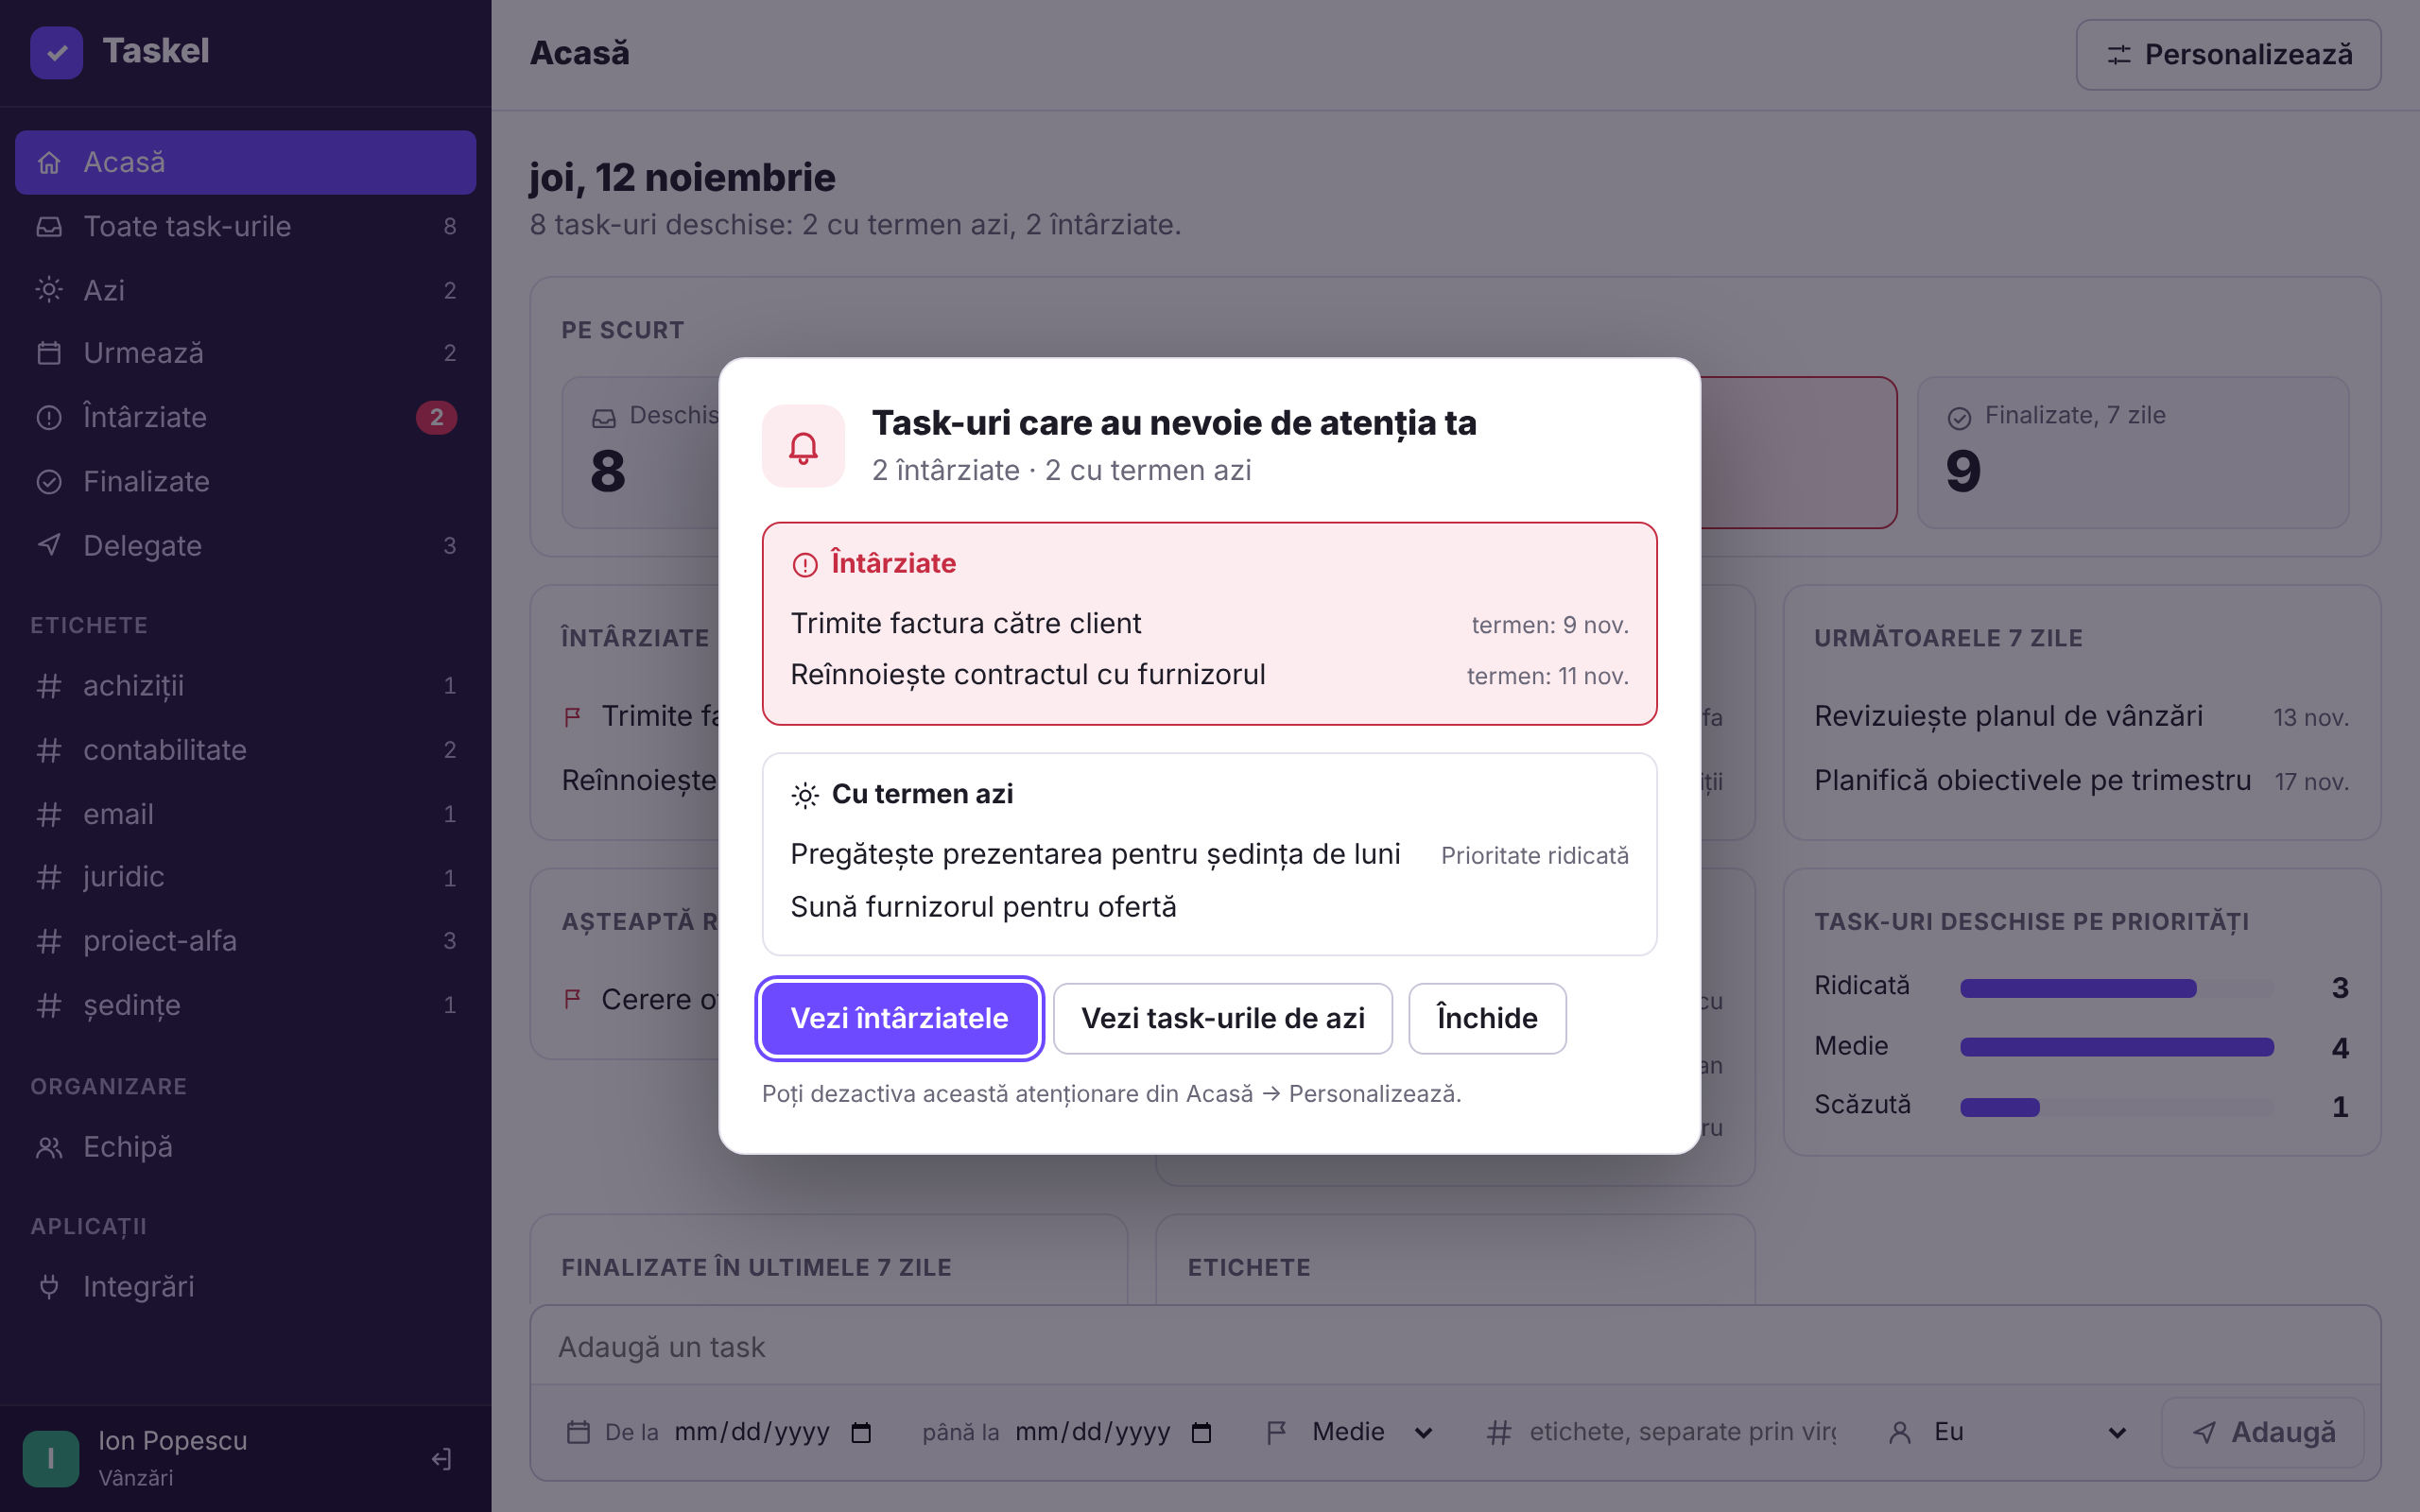 Taskel
Acasă
Toate task-urile 8
Azi 2
Urmează 2
Întârziate 2
Finalizate
Delegate 3
ETICHETE
# achiziții 1
# contabilitate 2
# email 1
# juridic 1
# proiect-alfa 3
# ședințe 1
ORGANIZARE
Echipă
APLICAȚII
Integrări
I
Ion Popescu
Vânzări
Acasă
Personalizează
joi, 12 noiembrie
8 task-uri deschise: 2 cu termen azi, 2 întârziate.
PE SCURT
8
Finalizate, 7 zile
9
ÎNTÂRZIATE
Trimite
Reînnoiește
URMĂTOARELE 7 ZILE
Revizuiește planul de vânzări 13 nov.
Planifică obiectivele pe trimestru 17 nov.
AȘTEAPTĂ
Cerere
TASK-URI DESCHISE PE PRIORITĂȚI
Ridicată 3
Medie 4
Scăzută 1
FINALIZATE ÎN ULTIMELE 7 ZILE
ETICHETE
Task-uri care au nevoie de atenția ta
2 întârziate · 2 cu termen azi
Întârziate
Trimite factura către client termen: 9 nov.
Reînnoiește contractul cu furnizorul termen: 11 nov.
Cu termen azi
Pregătește prezentarea pentru ședința de luni Prioritate ridicată
Sună furnizorul pentru ofertă
Vezi întârziatele Vezi task-urile de azi Închide
Poți dezactiva această atenționare din Acasă → Personalizează.
Adaugă un task
De la mm/dd/yyyy până la mm/dd/yyyy Medie # etichete, separate prin Eu Adaugă